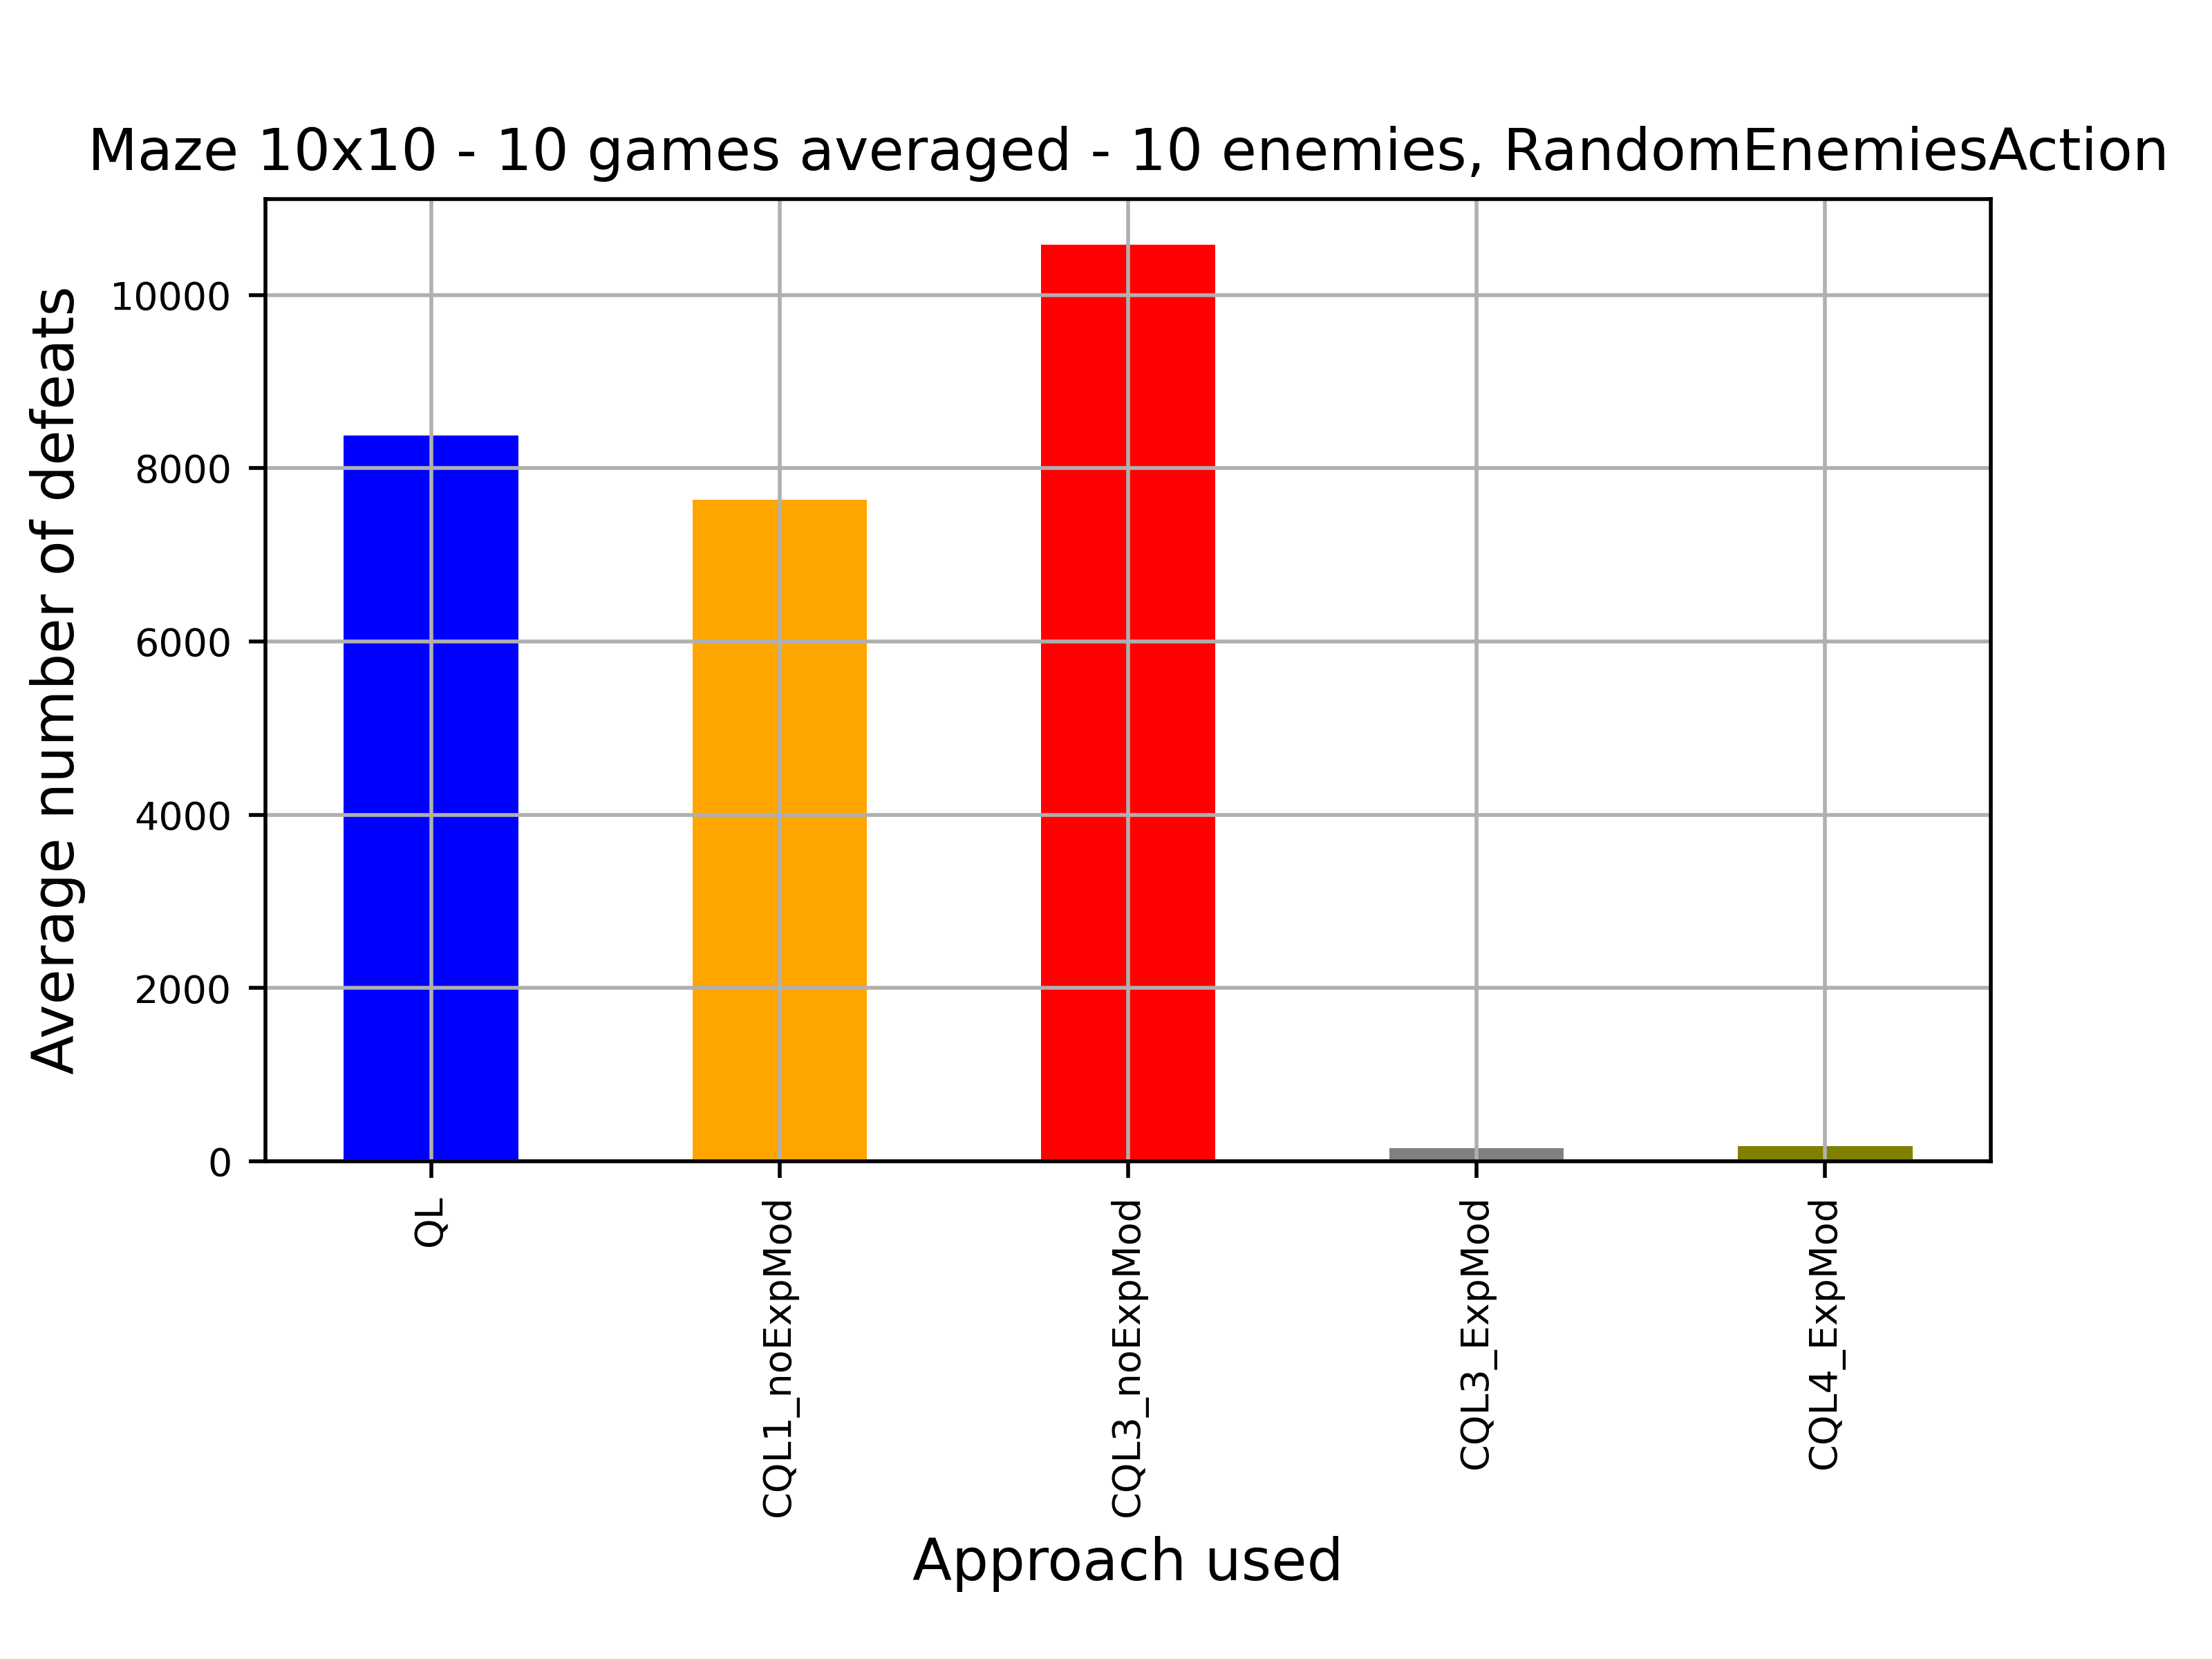 Maze 10x10 - 10 games averaged - 10 enemies, RandomEnemiesAction
Average number of defeats
10000
8000
6000
4000
2000
0
QL
CQL1_noExpMod
CQL3_noExpMod
CQL3_ExpMod
CQL4_ExpMod
Approach used